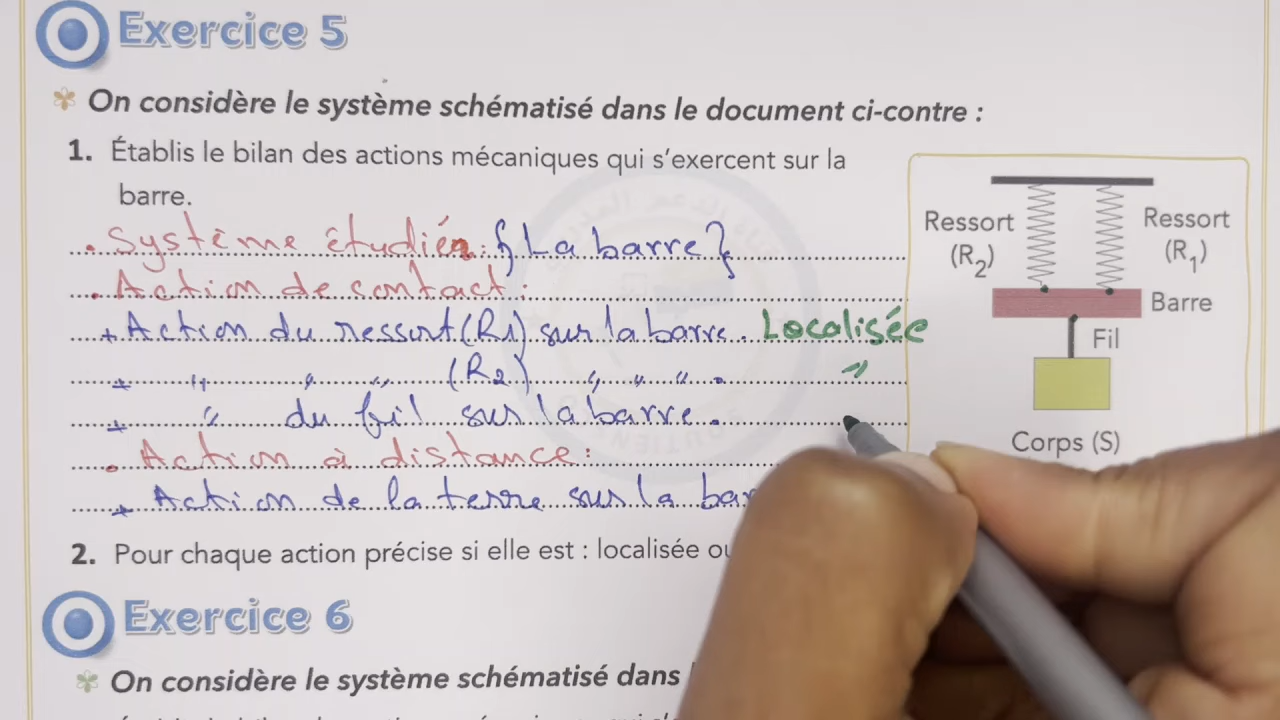 Exercice 5
On considère le système schématisé dans le document ci-contre :
1. Établis le bilan des actions mécaniques qui s'exercent sur la
barre.
• Système étudié : { La barre }
• Action de contact :
+ Action du ressort (R1) sur la barre. Localisée
+ " " " (R2) " " " . "
+ " du fil sur la barre.
• Action à distance :
+ Action de la terre sur la bar
2. Pour chaque action précise si elle est : localisée ou
Ressort
(R2)
Ressort
(R1)
Barre
Fil
Corps (S)
Exercice 6
On considère le système schématisé dans